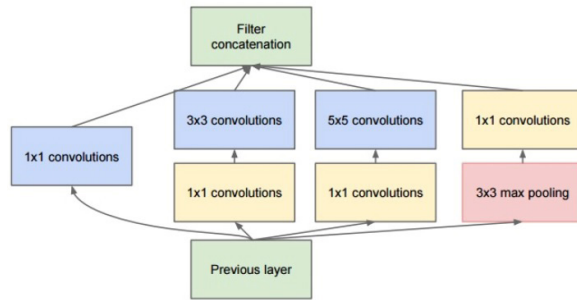 Filter
concatenation
3x3 convolutions
5x5 convolutions
1x1 convolutions
1x1 convolutions
1x1 convolutions
1x1 convolutions
3x3 max pooling
Previous layer